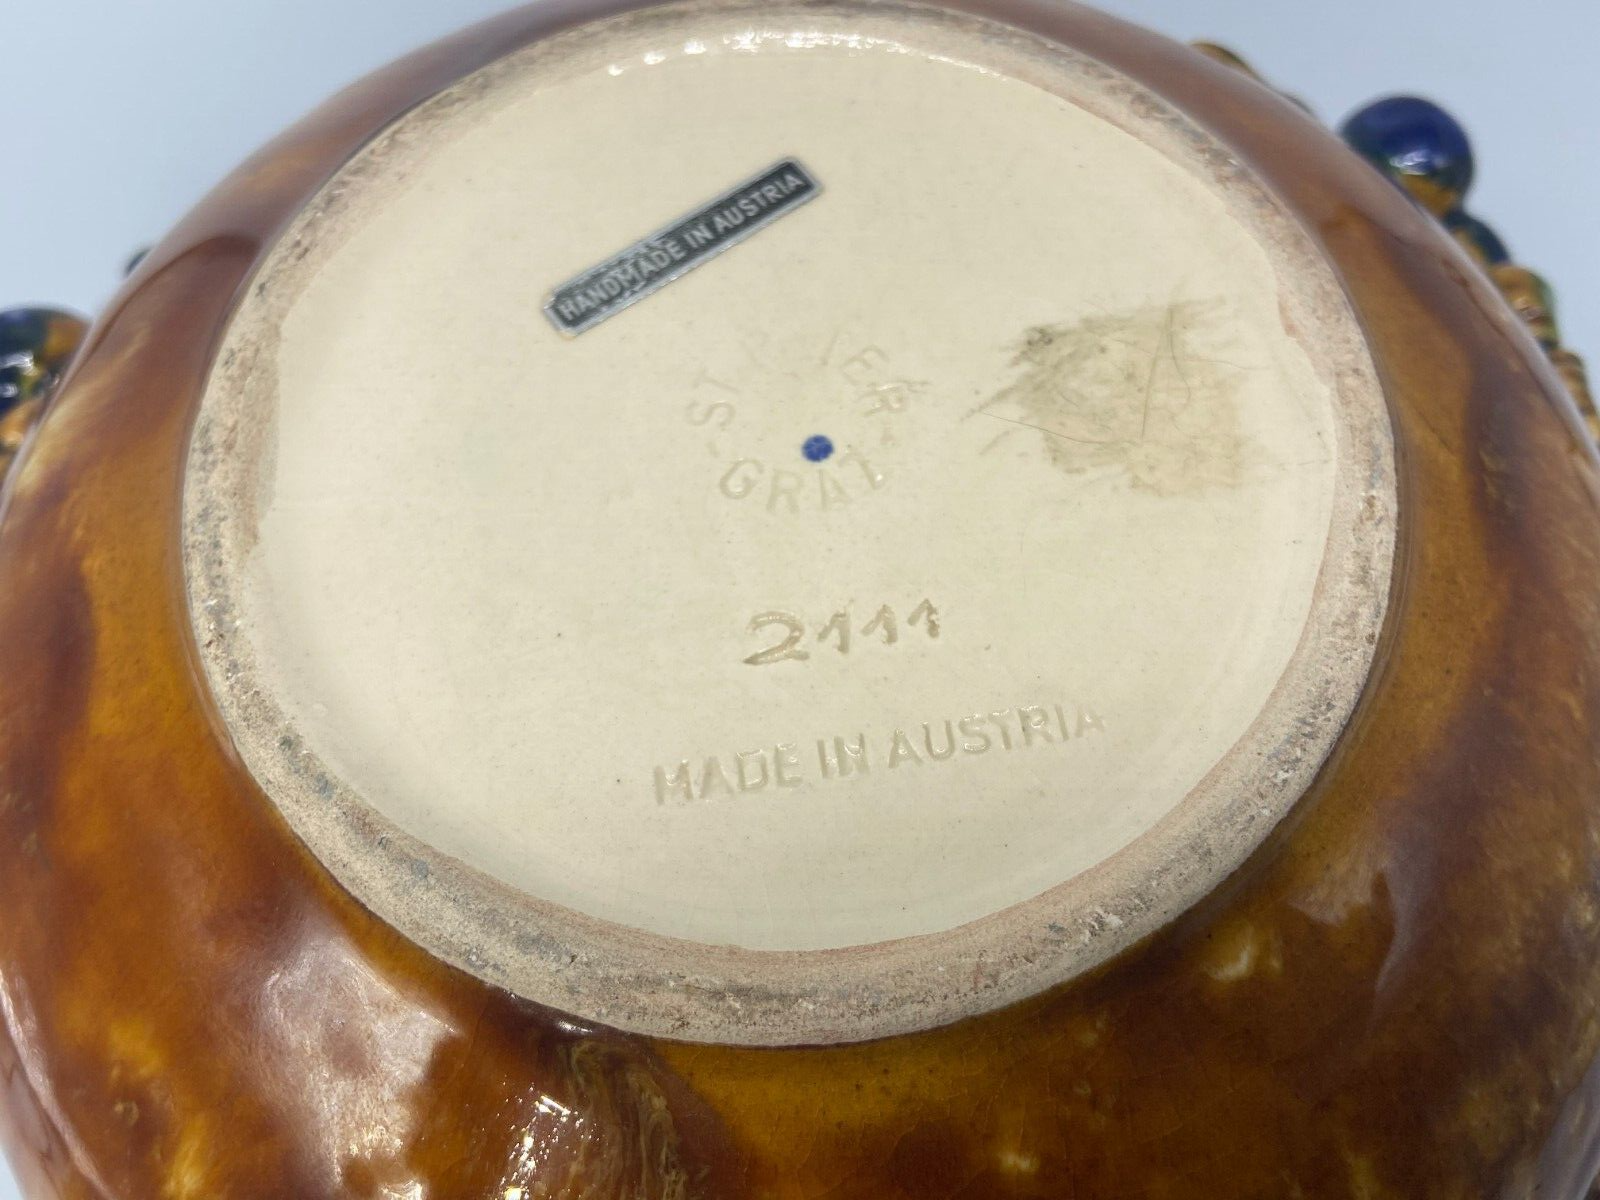 HANDMADE IN AUSTRIA
-GRAZ-
2111
MADE IN AUSTRIA